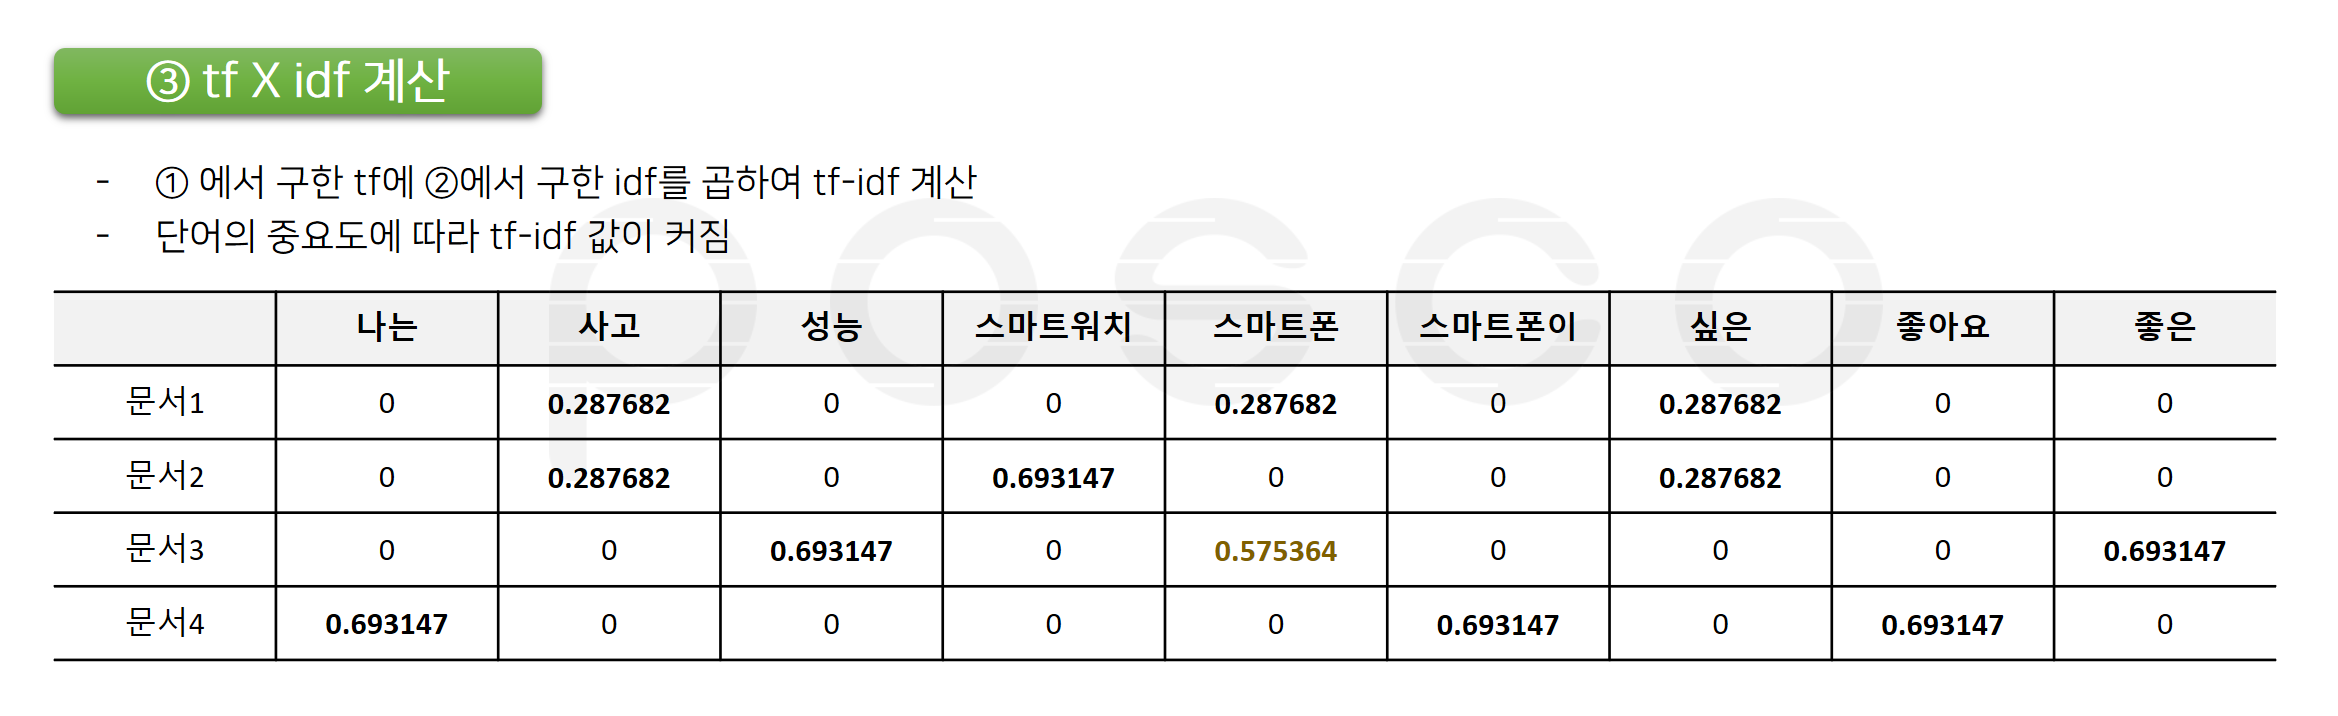 ③ tf X idf 계산
- ① 에서 구한 tf에 ②에서 구한 idf를 곱하여 tf-idf 계산
- 단어의 중요도에 따라 tf-idf 값이 커짐
posco
나는 사고 성능 스마트워치 스마트폰 스마트폰이 싶은 좋아요 좋은
문서1 0 0.287682 0 0 0.287682 0 0.287682 0 0
문서2 0 0.287682 0 0.693147 0 0 0.287682 0 0
문서3 0 0 0.693147 0 0.575364 0 0 0 0.693147
문서4 0.693147 0 0 0 0 0.693147 0 0.693147 0